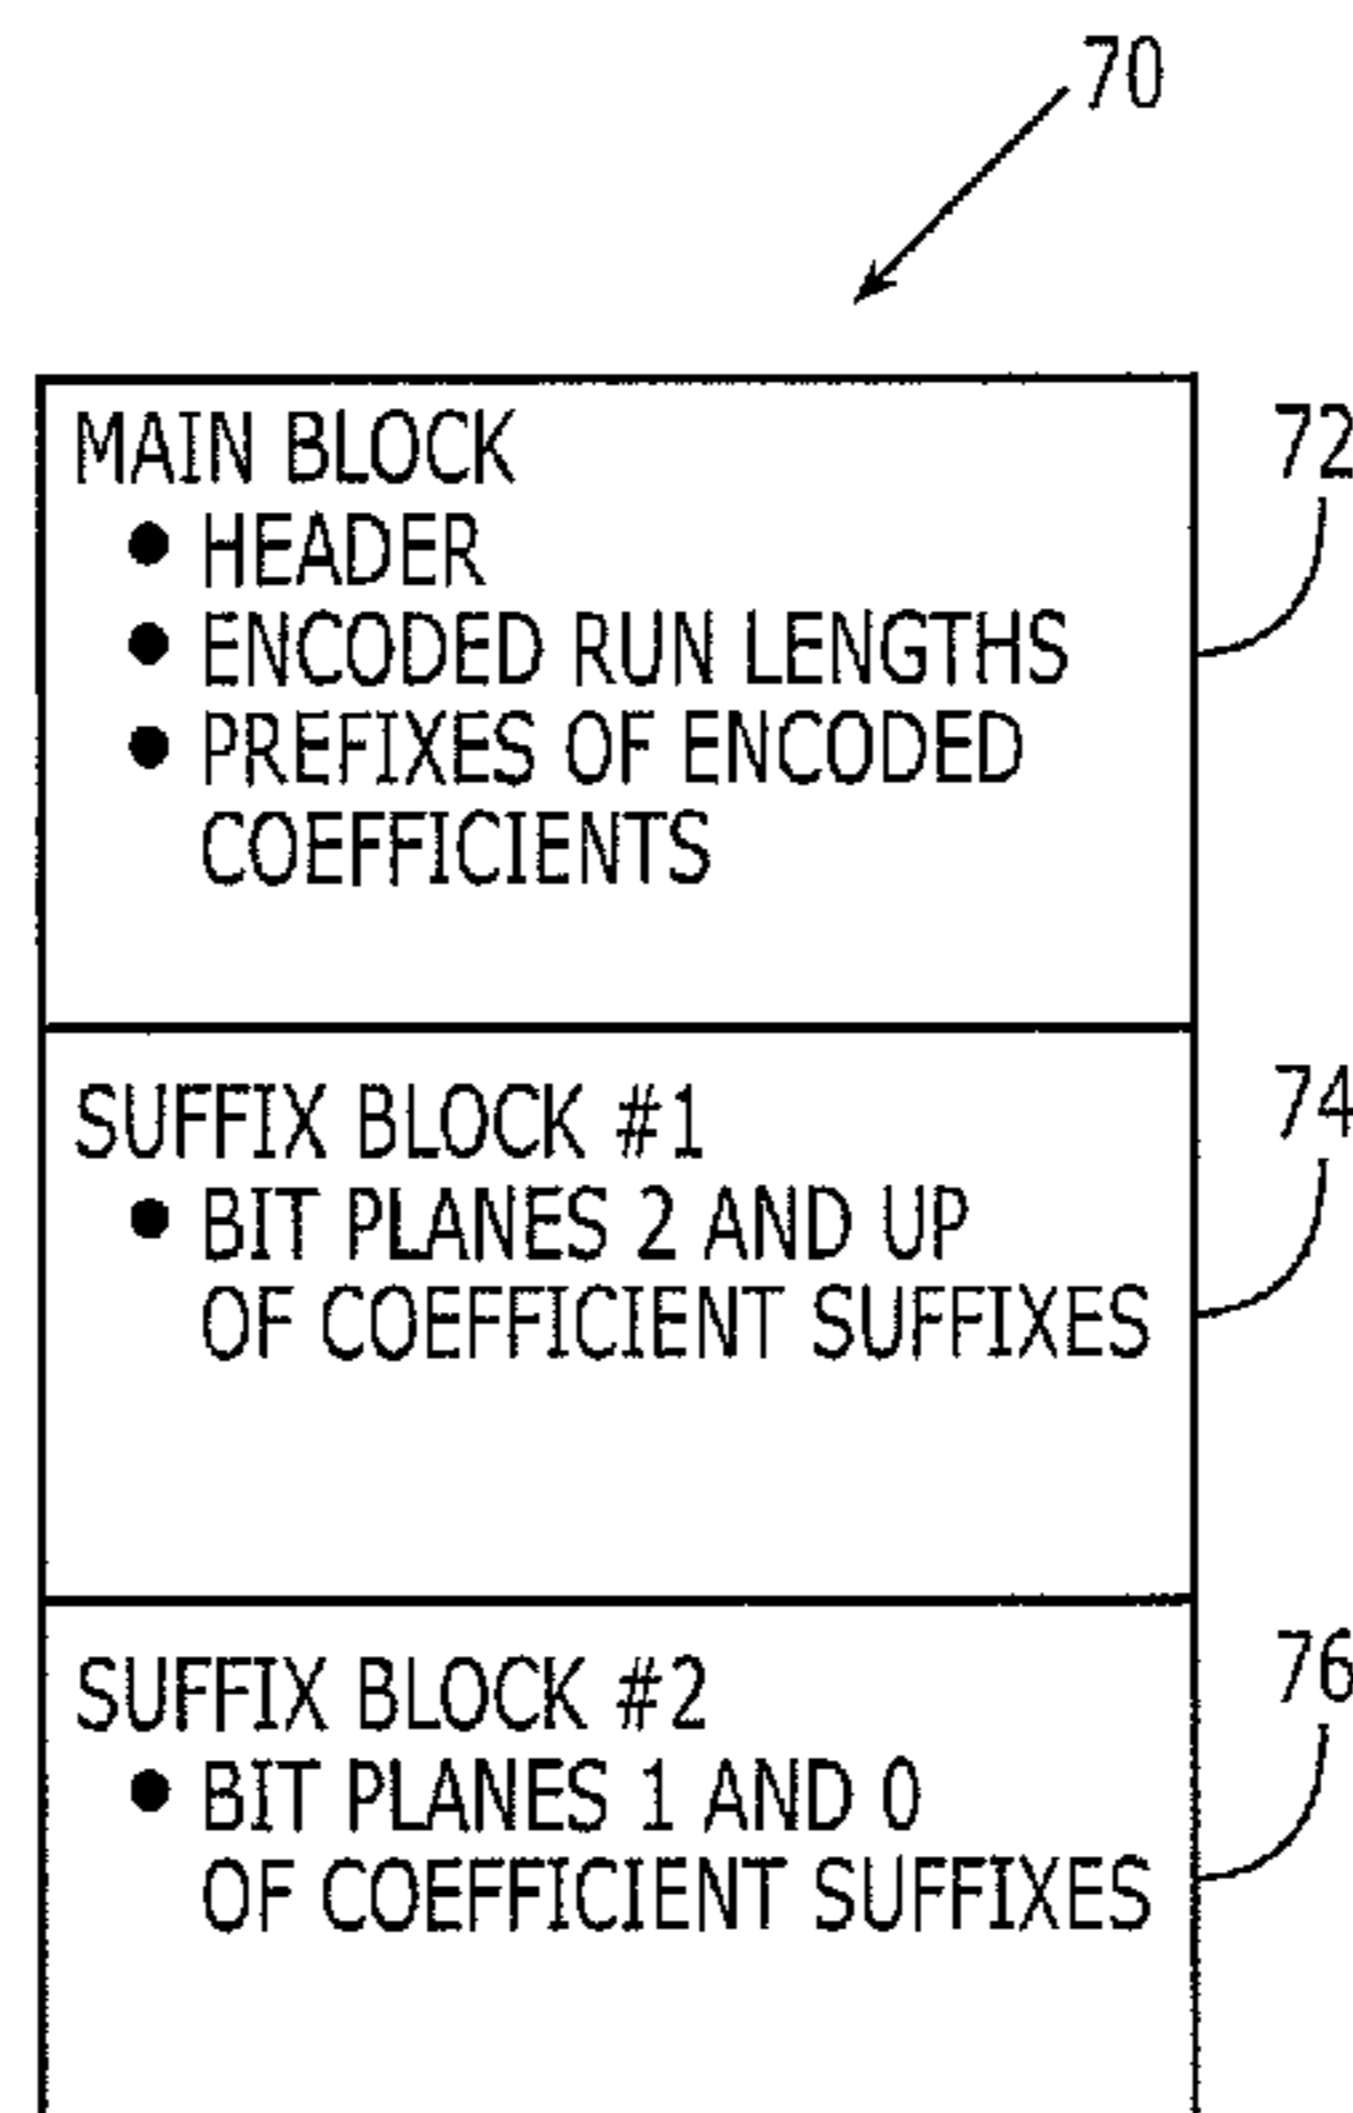 70
MAIN BLOCK
72
● HEADER
● ENCODED RUN LENGTHS
● PREFIXES OF ENCODED
COEFFICIENTS
SUFFIX BLOCK #1
74
● BIT PLANES 2 AND UP
OF COEFFICIENT SUFFIXES
SUFFIX BLOCK #2
76
● BIT PLANES 1 AND 0
OF COEFFICIENT SUFFIXES